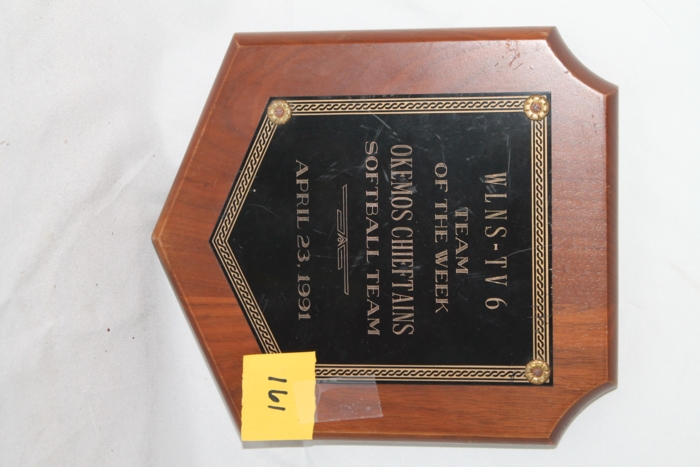 WLNS-TV 6
TEAM
OF THE WEEK
OKEMOS CHIEFTAINS
SOFTBALL TEAM
APRIL 23, 1991
161